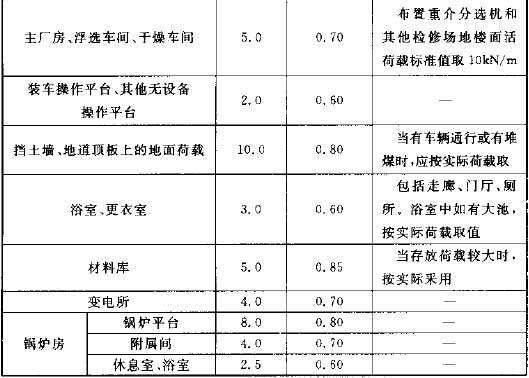 布置重介分选机和
主厂房、浮选车间、干燥车间 5.0 0.70 其他检修场地楼面活
荷载标准值取10kN/m
装车操作平台、其他无设备
操作平台 2.0 0.60 —
挡土墙、地道顶板上的地面荷载 10.0 0.80 当有车辆通行或有堆
煤时,应按实际荷载取
包括走廊、门厅、厕
浴室、更衣室 3.0 0.60 所。浴室中如有大池,
按实际荷载取值
材料库 5.0 0.85 当存放荷载较大时,
按实际采用
变电所 4.0 0.70 —
锅炉房 锅炉平台 8.0 0.80 —
附属间 4.0 0.70 —
休息室、浴室 2.5 0.60 —